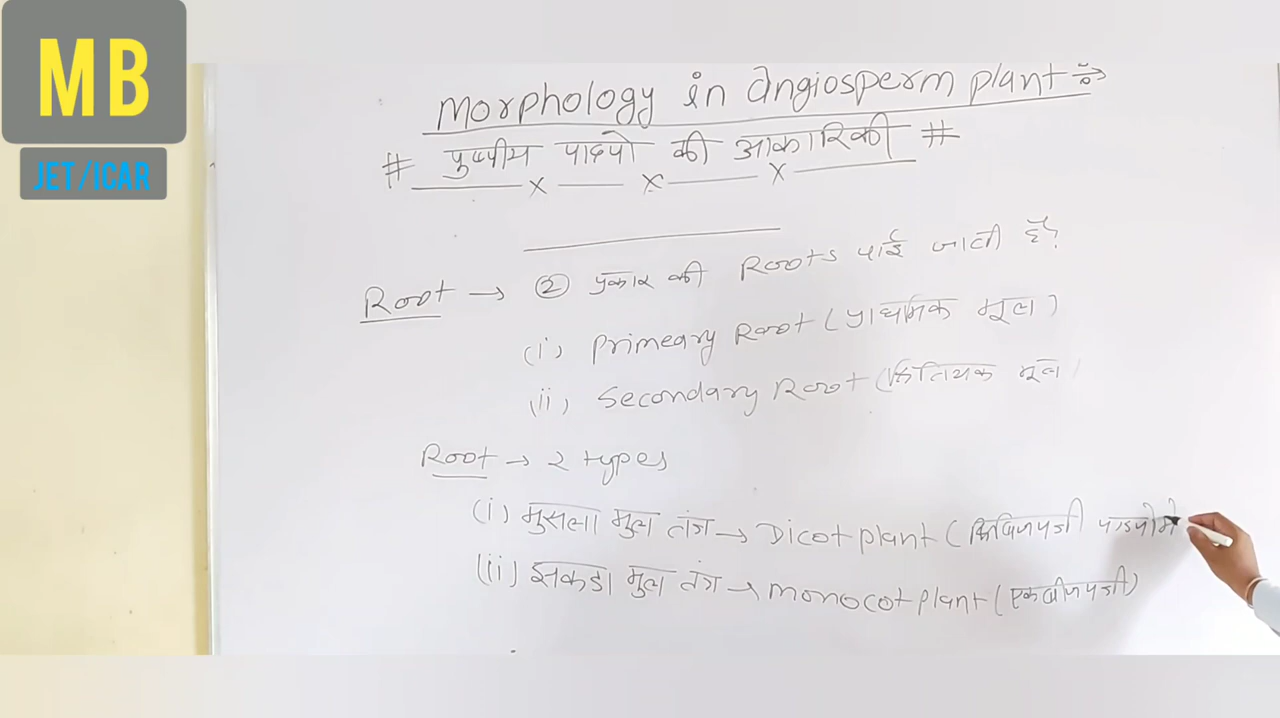 MB
JET/ICAR
Morphology in angiosperm plant
# पुष्पीय पादपो की आकारिकी #
Root → ② प्रकार की Roots पाई जाती है?
(i) Primeary Root (प्राथमिक मूल)
(ii) Secondary Root (द्वितियक मूल)
Root → 2 types
(i) मुसला मुल तंत्र → Dicot plant (द्विबिजपत्री पादपो मे
(ii) झकडा मुल तंत्र → monocot plant (एकबीजपत्री)